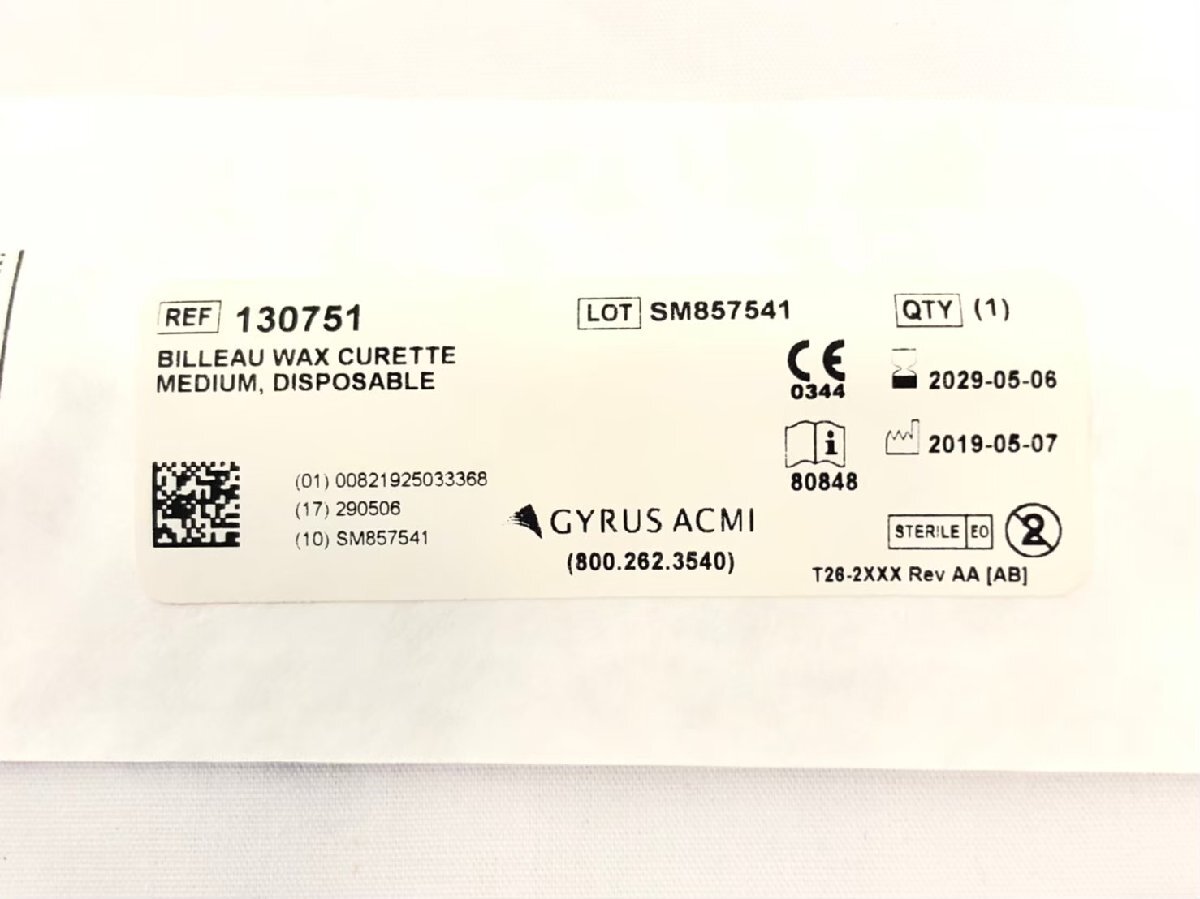 REF 130751
BILLEAU WAX CURETTE
MEDIUM, DISPOSABLE
LOT SM857541
QTY (1)
CE
0344
2029-05-06
2019-05-07
i
80848
(01) 00821925033368
(17) 290506
(10) SM857541
GYRUS ACMI
(800.262.3540)
STERILE EO
2
T26-2XXX Rev AA [AB]